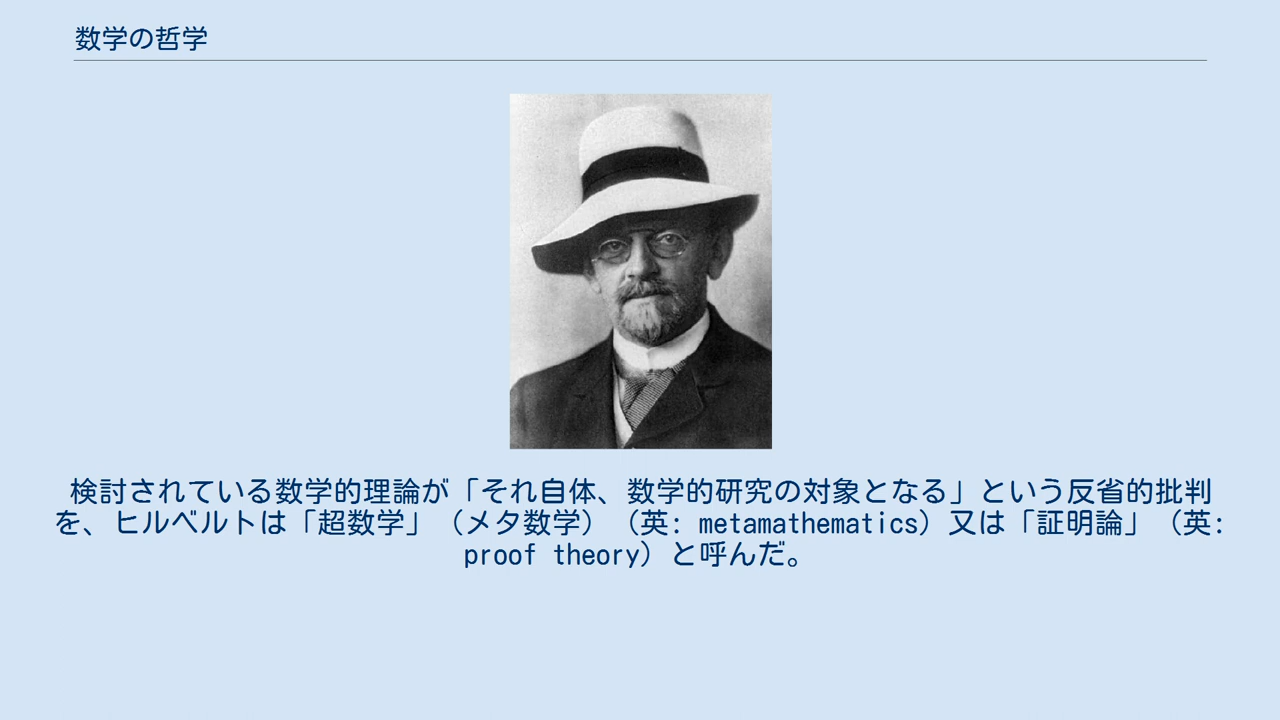 数学の哲学
検討されている数学的理論が「それ自体、数学的研究の対象となる」という反省的批判
を、ヒルベルトは「超数学」（メタ数学）（英: metamathematics）又は「証明論」（英:
proof theory）と呼んだ。